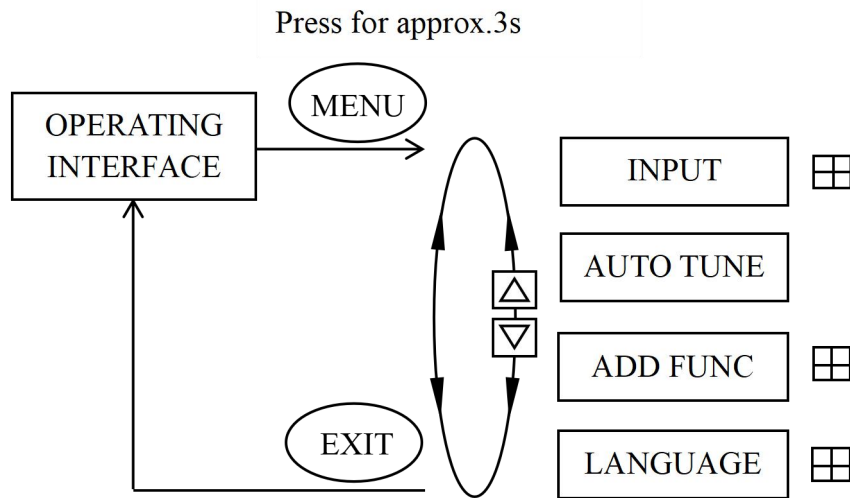 Press for approx.3s
MENU
OPERATING
INTERFACE
INPUT
AUTO TUNE
ADD FUNC
EXIT
LANGUAGE